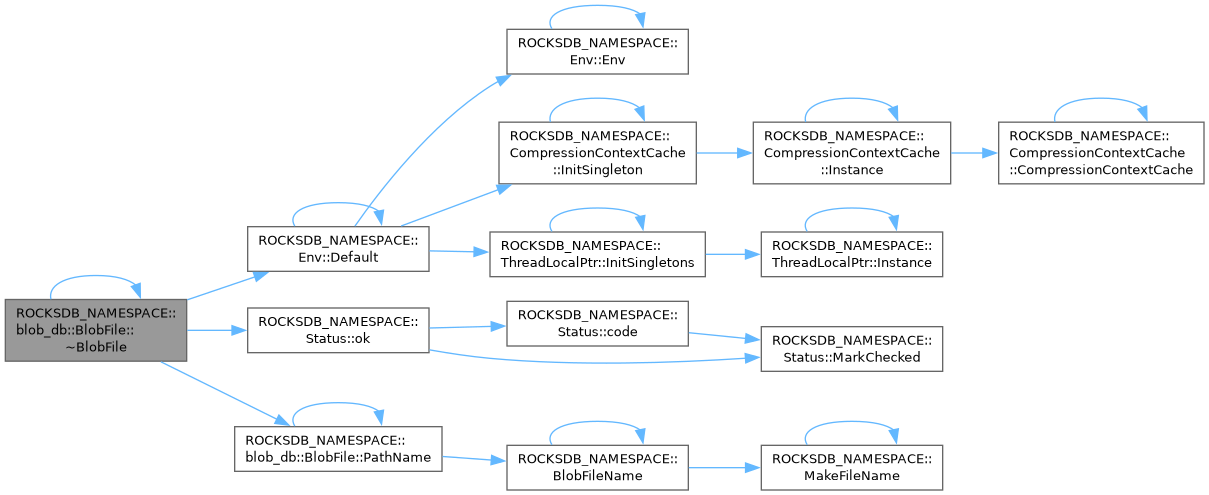 ROCKSDB_NAMESPACE::
blob_db::BlobFile::
~BlobFile
ROCKSDB_NAMESPACE::
Env::Default
ROCKSDB_NAMESPACE::
Env::Env
ROCKSDB_NAMESPACE::
CompressionContextCache
::InitSingleton
ROCKSDB_NAMESPACE::
CompressionContextCache
::Instance
ROCKSDB_NAMESPACE::
CompressionContextCache
::CompressionContextCache
ROCKSDB_NAMESPACE::
ThreadLocalPtr::InitSingletons
ROCKSDB_NAMESPACE::
ThreadLocalPtr::Instance
ROCKSDB_NAMESPACE::
Status::ok
ROCKSDB_NAMESPACE::
Status::code
ROCKSDB_NAMESPACE::
Status::MarkChecked
ROCKSDB_NAMESPACE::
blob_db::BlobFile::PathName
ROCKSDB_NAMESPACE::
BlobFileName
ROCKSDB_NAMESPACE::
MakeFileName